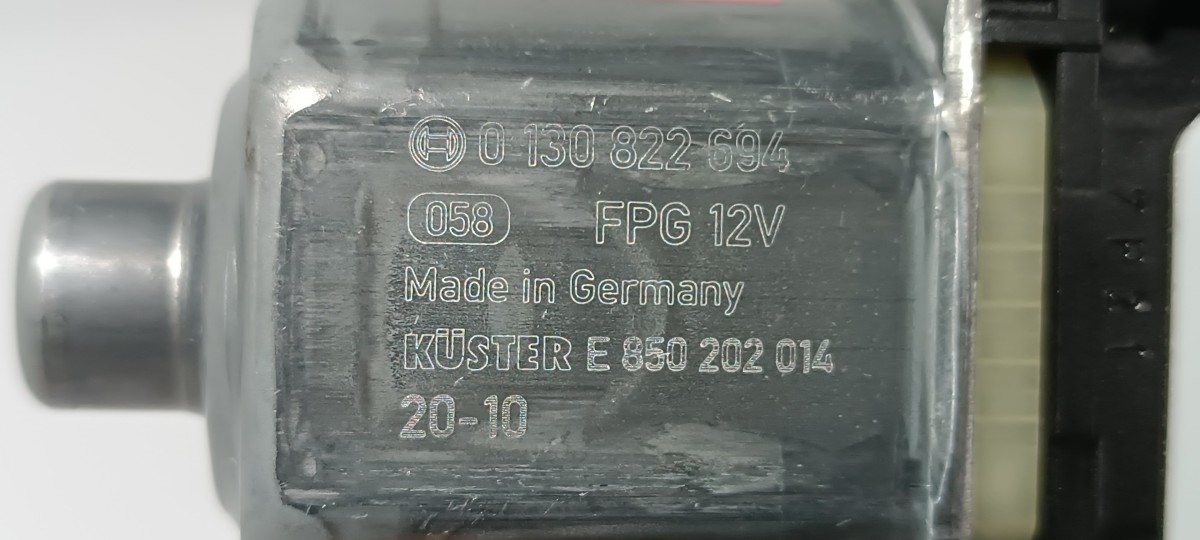 0 130 822 694
058 FPG 12V
Made in Germany
KÜSTER E 850 202 014
20-10